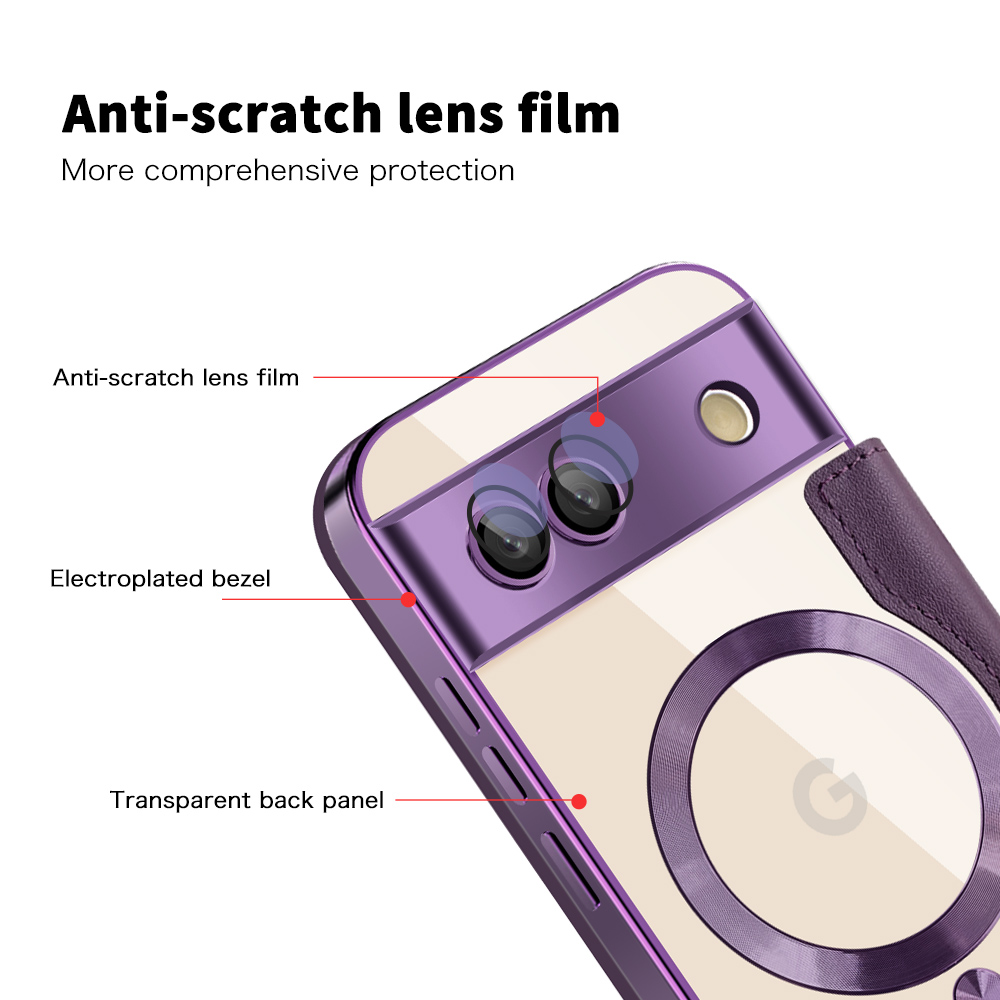 Anti-scratch lens film
More comprehensive protection
Anti-scratch lens film
Electroplated bezel
Transparent back panel
G